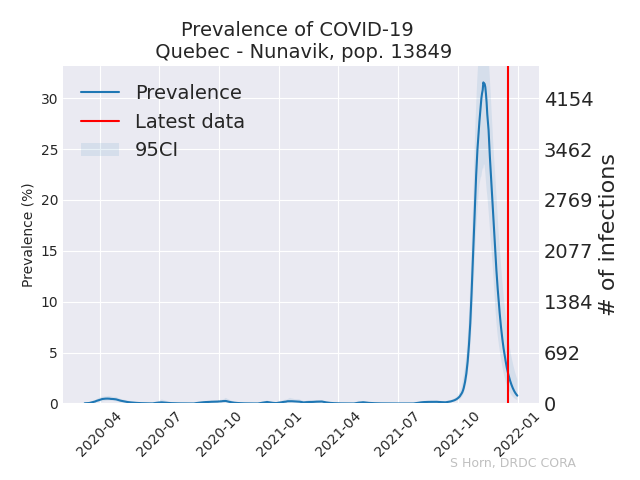 Prevalence of COVID-19
Quebec - Nunavik, pop. 13849
Prevalence
Latest data
95CI
Prevalence (%)
30
25
20
15
10
5
0
4154
3462
2769
2077
1384
692
0
# of infections
2020-04
2020-07
2020-10
2021-01
2021-04
2021-07
2021-10
2022-01
S Horn, DRDC CORA